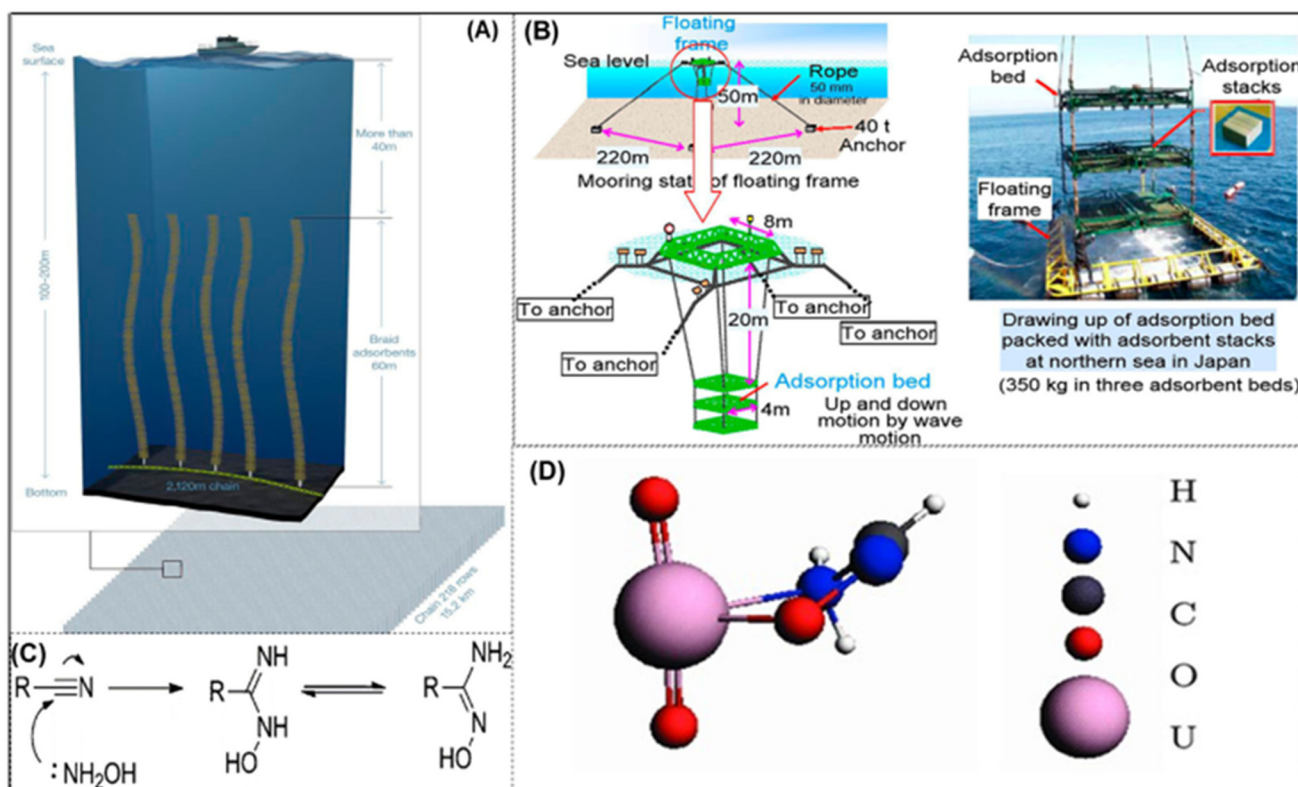 (A)
Sea
surface
100-200m
Bottom
More than
40m
Braid
adsorbents
60m
2,120m chain
Chain 218 rows
15.2 km
(B)
Floating
frame
Sea level
Rope
50 mm
in diameter
50m
40 t
Anchor
220m
220m
Mooring state of floating frame
8m
To anchor
To anchor
To anchor
To anchor
20m
Adsorption bed
4m
Up and down
motion by wave
motion
Adsorption
bed
Adsorption
stacks
Floating
frame
Drawing up of adsorption bed
packed with adsorbent stacks
at northern sea in Japan
(350 kg in three adsorbent beds)
(C)
R
N
:NH2OH
NH
R
NH
HO
NH2
R
N
HO
(D)
H
N
C
O
U